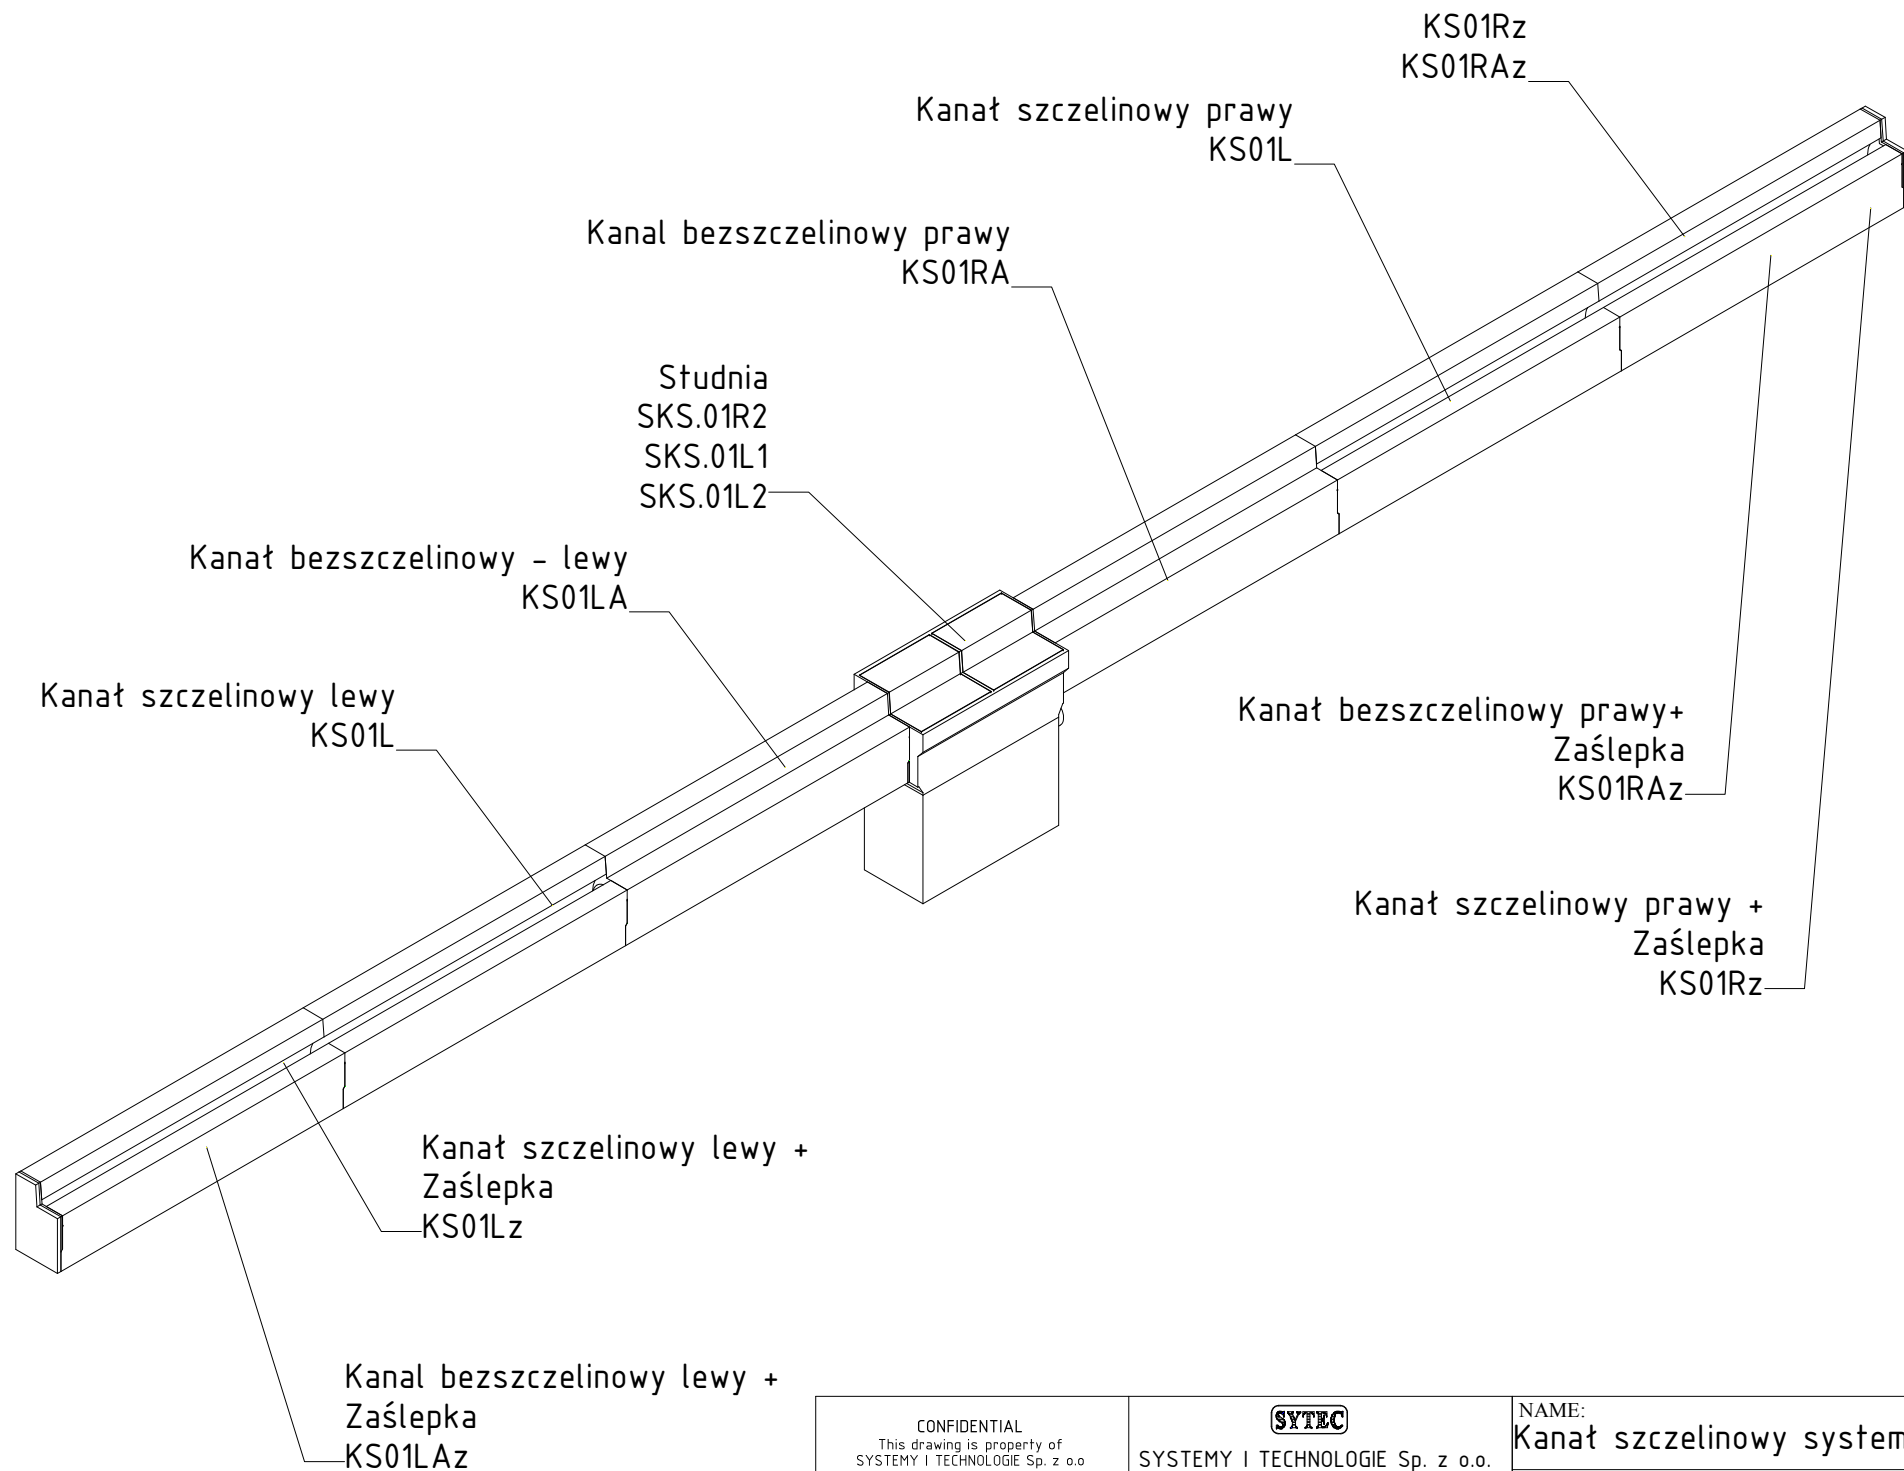 KS01Rz
KS01RAz
Kanał szczelinowy prawy
KS01L
Kanal bezszczelinowy prawy
KS01RA
Studnia
SKS.01R2
SKS.01L1
SKS.01L2
Kanał bezszczelinowy - lewy
KS01LA
Kanał szczelinowy lewy
KS01L
Kanał bezszczelinowy prawy+
Zaślepka
KS01RAz
Kanał szczelinowy prawy +
Zaślepka
KS01Rz
Kanał szczelinowy lewy +
Zaślepka
KS01Lz
Kanal bezszczelinowy lewy +
Zaślepka
KS01LAz
CONFIDENTIAL
This drawing is property of
SYSTEMY I TECHNOLOGIE Sp. z o.o
SYTEC
SYSTEMY I TECHNOLOGIE Sp. z o.o.
NAME:
Kanał szczelinowy system